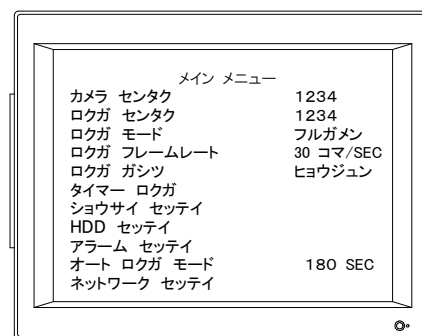 メイン メニュー
カメラ センタク 1234
ロクガ センタク 1234
ロクガ モード フルガメン
ロクガ フレームレート 30 コマ/SEC
ロクガ ガシツ ヒョウジュン
タイマー ロクガ
ショウサイ セッテイ
HDD セッテイ
アラーム セッテイ
オート ロクガ モード 180 SEC
ネットワーク セッテイ